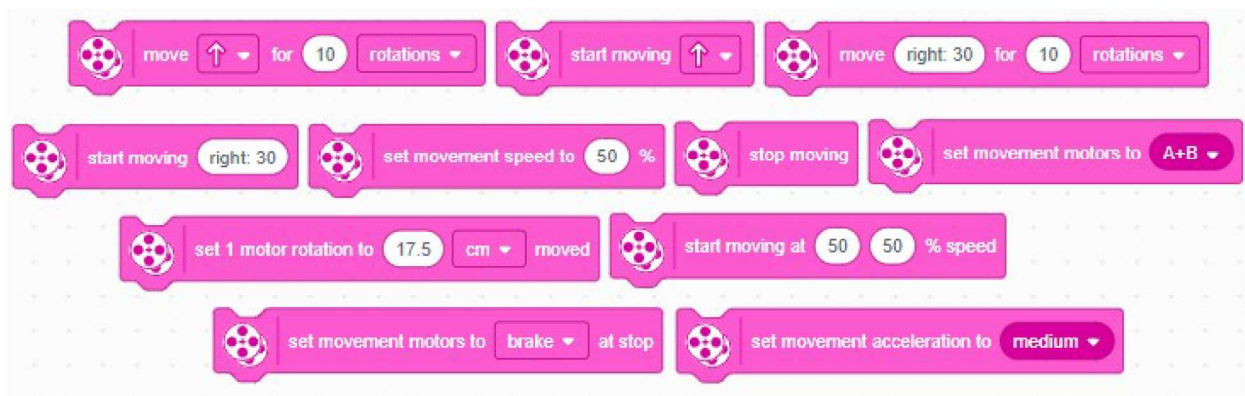 move ↑ for 10 rotations start moving ↑ move right: 30 for 10 rotations
start moving right: 30 set movement speed to 50 % stop moving set movement motors to A+B
set 1 motor rotation to 17.5 cm moved start moving at 50 50 % speed
set movement motors to brake at stop set movement acceleration to medium